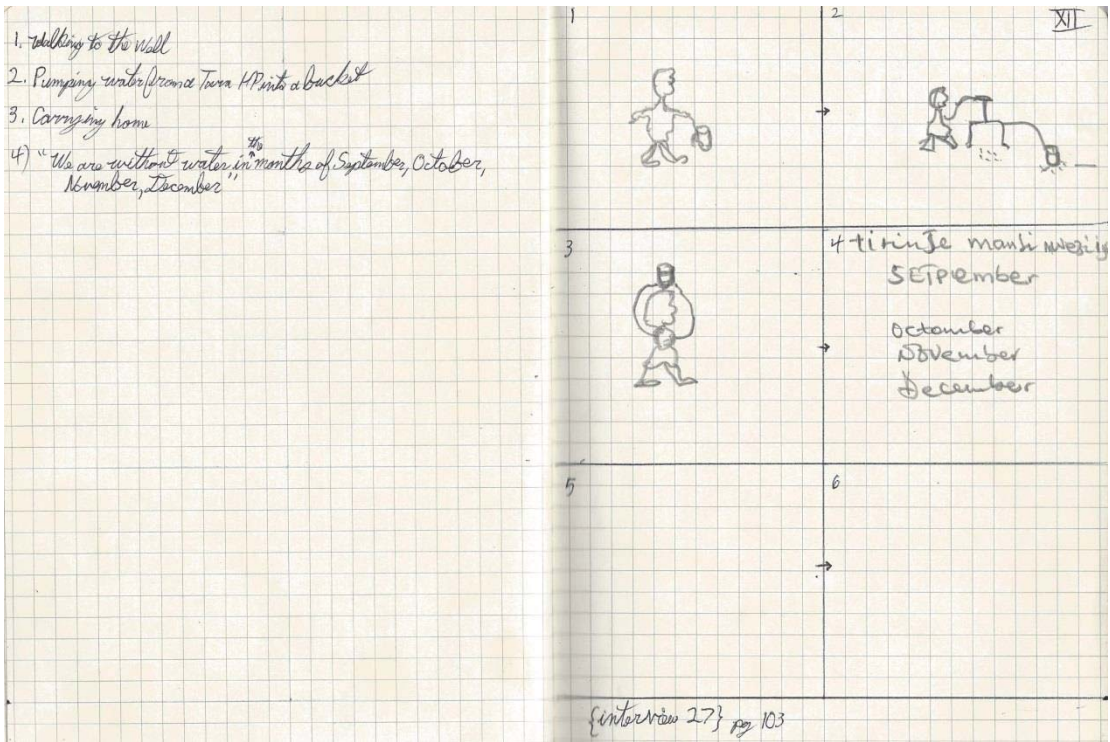 1. Walking to the Well
2. Pumping water from a Town HP into a bucket
3. Carrying home
4) "We are without water in the months of September, October,
November, December"
1
2
XII
3
4 tirinje mansi
SETPember
Octomber
November
December
5
6
{interview 27} pg 103